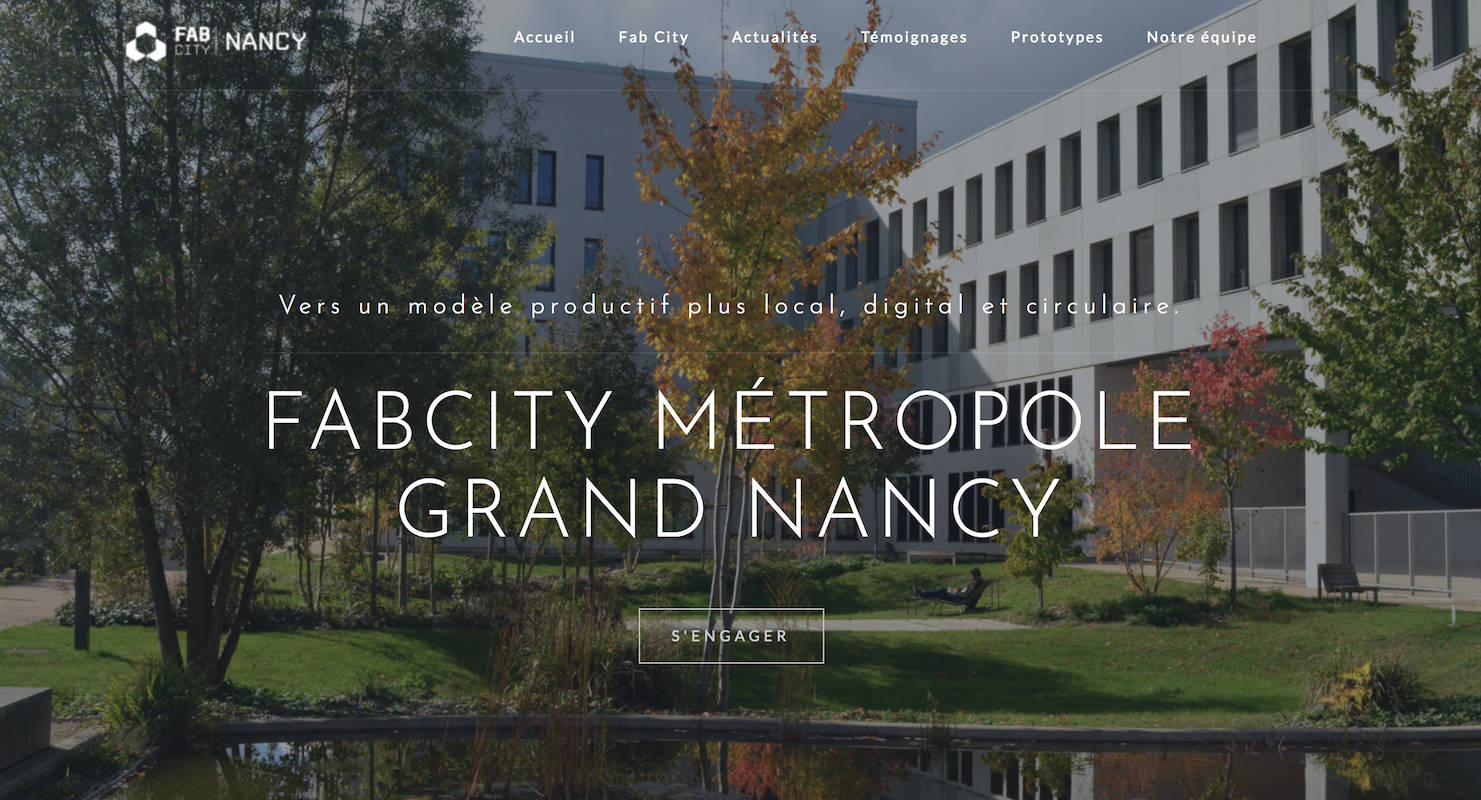 FAB CITY | NANCY
Accueil Fab City Actualités Témoignages Prototypes Notre équipe
Vers un modèle productif plus local, digital et circulaire.
FABCITY MÉTROPOLE
GRAND NANCY
S'ENGAGER